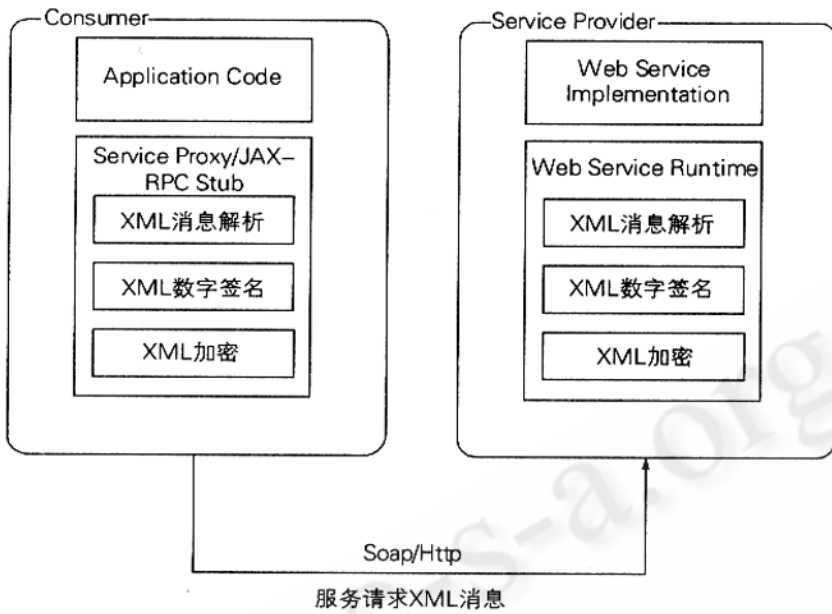 Consumer
Application Code
Service Proxy/JAX-
RPC Stub
XML消息解析
XML数字签名
XML加密
Service Provider
Web Service
Implementation
Web Service Runtime
XML消息解析
XML数字签名
XML加密
Soap/Http
服务请求XML消息
-s-a.org